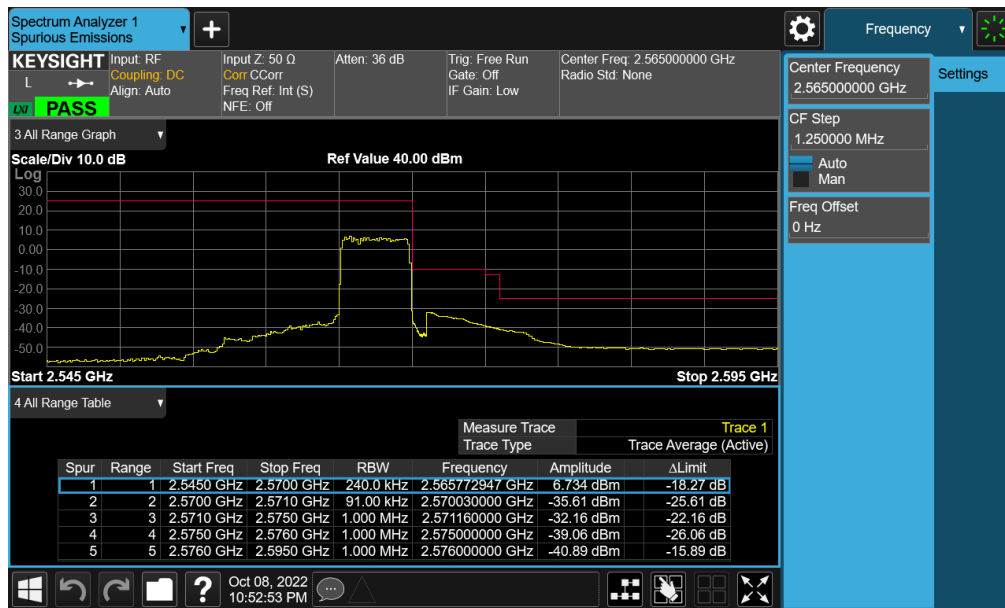 Spectrum Analyzer 1
Spurious Emissions
Frequency
KEYSIGHT
L
LXI
PASS
Input: RF
Coupling: DC
Align: Auto
Input Z: 50 Ω
Corr CCorr
Freq Ref: Int (S)
NFE: Off
Atten: 36 dB
Trig: Free Run
Gate: Off
IF Gain: Low
Center Freq: 2.565000000 GHz
Radio Std: None
Center Frequency
2.565000000 GHz
Settings
CF Step
1.250000 MHz
Auto
Man
Freq Offset
0 Hz
3 All Range Graph
Scale/Div 10.0 dB Ref Value 40.00 dBm
Log
30.0
20.0
10.0
0.00
-10.0
-20.0
-30.0
-40.0
-50.0
Start 2.545 GHz Stop 2.595 GHz
4 All Range Table
Measure Trace Trace 1
Trace Type Trace Average (Active)
Spur Range Start Freq Stop Freq RBW Frequency Amplitude ΔLimit
1 1 2.5450 GHz 2.5700 GHz 240.0 kHz 2.565772947 GHz 6.734 dBm -18.27 dB
2 2 2.5700 GHz 2.5710 GHz 91.00 kHz 2.570030000 GHz -35.61 dBm -25.61 dB
3 3 2.5710 GHz 2.5750 GHz 1.000 MHz 2.571160000 GHz -32.16 dBm -22.16 dB
4 4 2.5750 GHz 2.5760 GHz 1.000 MHz 2.575000000 GHz -39.06 dBm -26.06 dB
5 5 2.5760 GHz 2.5950 GHz 1.000 MHz 2.576000000 GHz -40.89 dBm -15.89 dB
?
Oct 08, 2022
10:52:53 PM